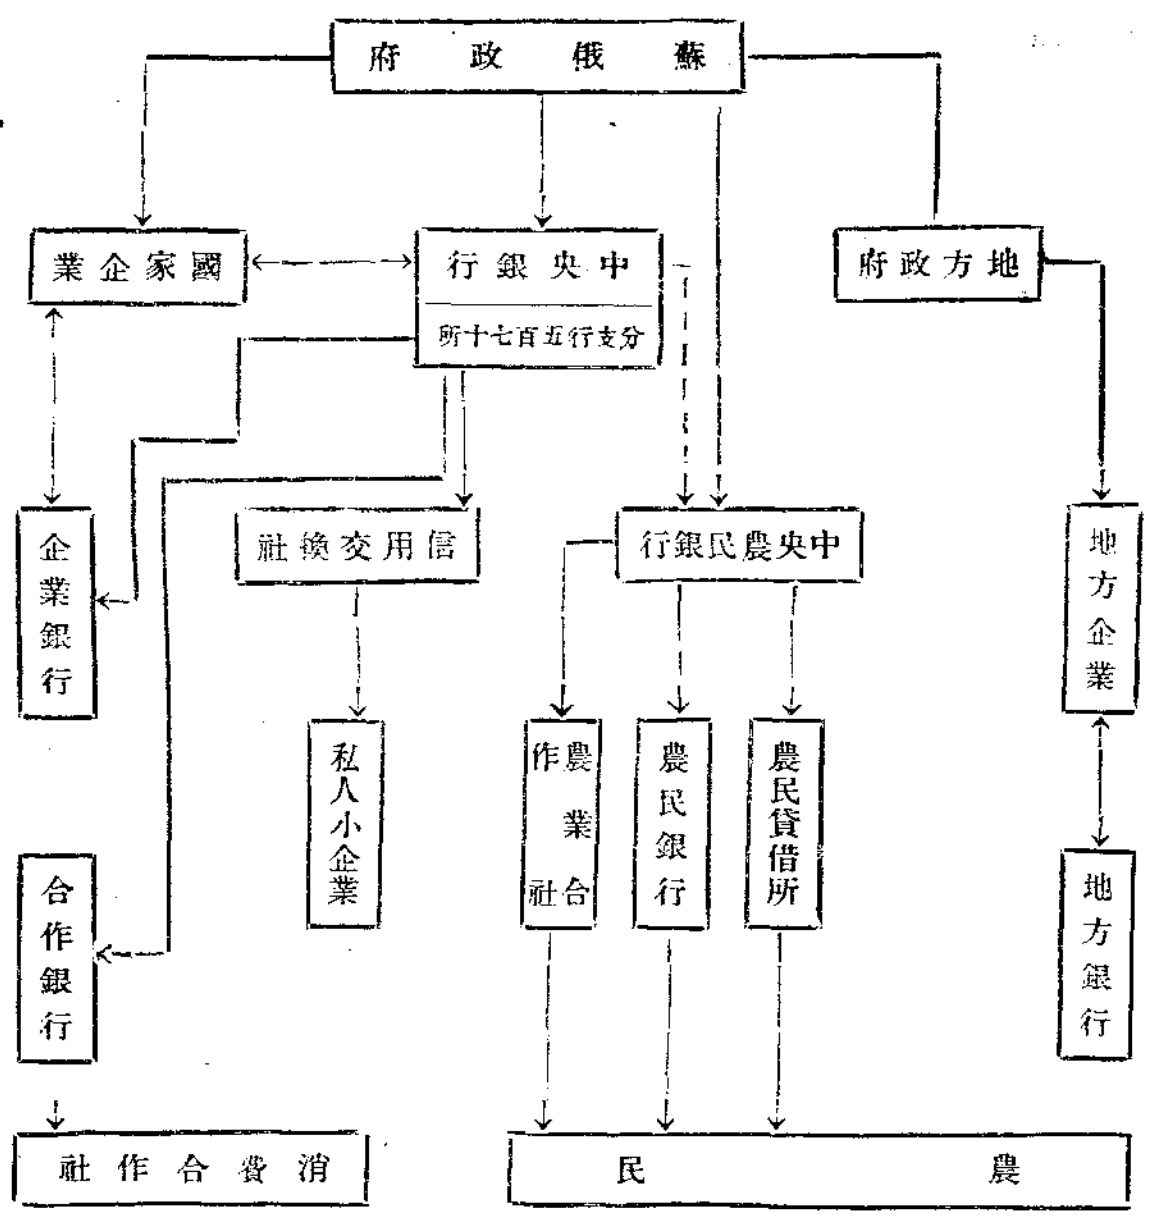 蘇俄政府
國家企業
中央銀行
分支行五百七十所
地方政府
企業銀行
信用交換社
中央農民銀行
地方企業
私人小企業
農業合
作社
農民銀行
農民貸借所
合作銀行
地方銀行
消費合作社
農民